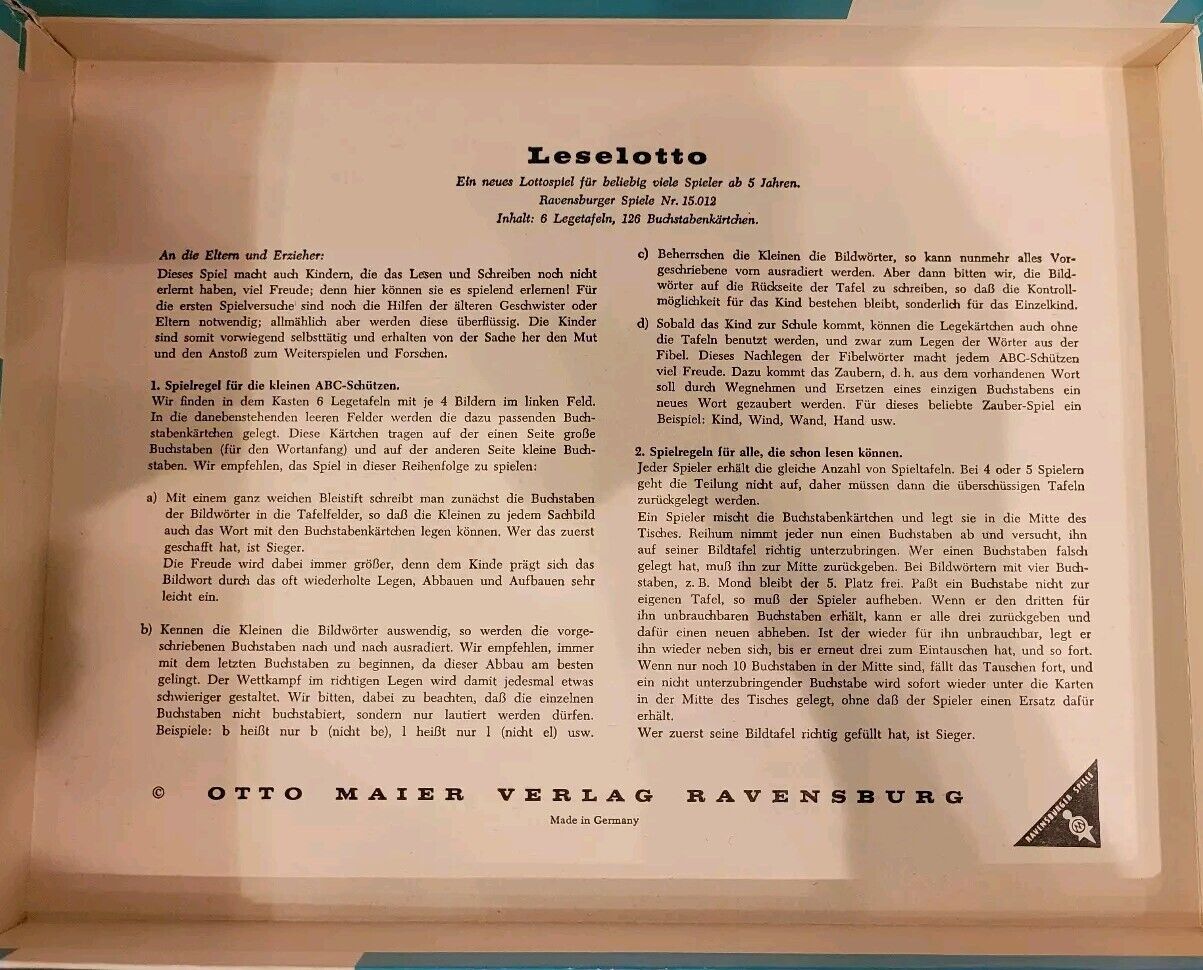 Leselotto
Ein neues Lottospiel für beliebig viele Spieler ab 5 Jahren.
Ravensburger Spiele Nr. 15.012
Inhalt: 6 Legetafeln, 126 Buchstabenkärtchen.
An die Eltern und Erzieher:
Dieses Spiel macht auch Kindern, die das Lesen und Schreiben noch nicht
erlernt haben, viel Freude; denn hier können sie es spielend erlernen! Für
die ersten Spielversuche sind noch die Hilfen der älteren Geschwister oder
Eltern notwendig; allmählich aber werden diese überflüssig. Die Kinder
sind somit vorwiegend selbsttätig und erhalten von der Sache her den Mut
und den Anstoß zum Weiterspielen und Forschen.
1. Spielregel für die kleinen ABC-Schützen.
Wir finden in dem Kasten 6 Legetafeln mit je 4 Bildern im linken Feld.
In die danebenstehenden leeren Felder werden die dazu passenden Buch-
stabenkärtchen gelegt. Diese Kärtchen tragen auf der einen Seite große
Buchstaben (für den Wortanfang) und auf der anderen Seite kleine Buch-
staben. Wir empfehlen, das Spiel in dieser Reihenfolge zu spielen:
a) Mit einem ganz weichen Bleistift schreibt man zunächst die Buchstaben
der Bildwörter in die Tafelfelder, so daß die Kleinen zu jedem Sachbild
auch das Wort mit den Buchstabenkärtchen legen können. Wer das zuerst
geschafft hat, ist Sieger.
Die Freude wird dabei immer größer, denn dem Kinde prägt sich das
Bildwort durch das oft wiederholte Legen, Abbauen und Aufbauen sehr
leicht ein.
b) Kennen die Kleinen die Bildwörter auswendig, so werden die vorge-
schriebenen Buchstaben nach und nach ausradiert. Wir empfehlen, immer
mit dem letzten Buchstaben zu beginnen, da dieser Abbau am besten
gelingt. Der Wettkampf im richtigen Legen wird damit jedesmal etwas
schwieriger gestaltet. Wir bitten, dabei zu beachten, daß die einzelnen
Buchstaben nicht buchstabiert, sondern nur lautiert werden dürfen.
Beispiele: b heißt nur b (nicht be), l heißt nur l (nicht el) usw.
c) Beherrschen die Kleinen die Bildwörter, so kann nunmehr alles Vor-
geschriebene vorn ausradiert werden. Aber dann bitten wir, die Bild-
wörter auf die Rückseite der Tafel zu schreiben, so daß die Kontroll-
möglichkeit für das Kind bestehen bleibt, sonderlich für das Einzelkind.
d) Sobald das Kind zur Schule kommt, können die Legekärtchen auch ohne
die Tafeln benutzt werden, und zwar zum Legen der Wörter aus der
Fibel. Dieses Nachlegen der Fibelwörter macht jedem ABC-Schützen
viel Freude. Dazu kommt das Zaubern, d. h. aus dem vorhandenen Wort
soll durch Wegnehmen und Ersetzen eines einzigen Buchstabens ein
neues Wort gezaubert werden. Für dieses beliebte Zauber-Spiel ein
Beispiel: Kind, Wind, Wand, Hand usw.
2. Spielregeln für alle, die schon lesen können.
Jeder Spieler erhält die gleiche Anzahl von Spieltafeln. Bei 4 oder 5 Spielern
geht die Teilung nicht auf, daher müssen dann die überschüssigen Tafeln
zurückgelegt werden.
Ein Spieler mischt die Buchstabenkärtchen und legt sie in die Mitte des
Tisches. Reihum nimmt jeder nun einen Buchstaben ab und versucht, ihn
auf seiner Bildtafel richtig unterzubringen. Wer einen Buchstaben falsch
gelegt hat, muß ihn zur Mitte zurückgeben. Bei Bildwörtern mit vier Buch-
staben, z. B. Mond bleibt der 5. Platz frei. Paßt ein Buchstabe nicht zur
eigenen Tafel, so muß der Spieler aufheben. Wenn er den dritten für
ihn unbrauchbaren Buchstaben erhält, kann er alle drei zurückgeben und
dafür einen neuen abheben. Ist der wieder für ihn unbrauchbar, legt er
ihn wieder neben sich, bis er erneut drei zum Eintauschen hat, und so fort.
Wenn nur noch 10 Buchstaben in der Mitte sind, fällt das Tauschen fort, und
ein nicht unterzubringender Buchstabe wird sofort wieder unter die Karten
in der Mitte des Tisches gelegt, ohne daß der Spieler einen Ersatz dafür
erhält.
Wer zuerst seine Bildtafel richtig gefüllt hat, ist Sieger.
© OTTO MAIER VERLAG RAVENSBURG
Made in Germany
RAVENSBURGER SPIELE